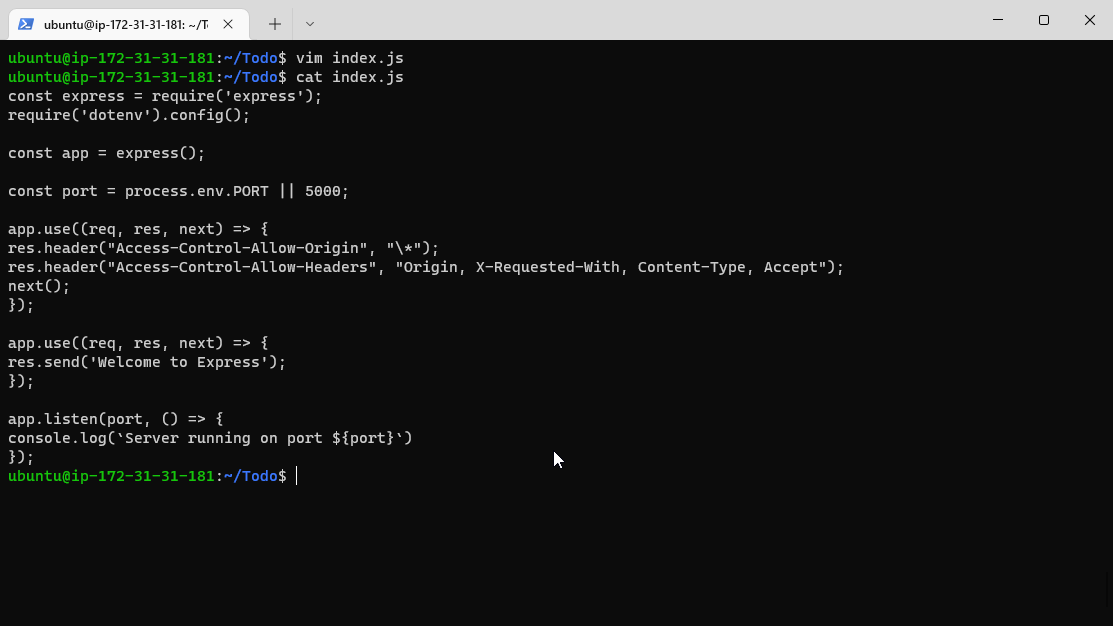 ubuntu@ip-172-31-31-181: ~/T
ubuntu@ip-172-31-31-181:~/Todo$ vim index.js
ubuntu@ip-172-31-31-181:~/Todo$ cat index.js
const express = require('express');
require('dotenv').config();

const app = express();

const port = process.env.PORT || 5000;

app.use((req, res, next) => {
res.header("Access-Control-Allow-Origin", "\*");
res.header("Access-Control-Allow-Headers", "Origin, X-Requested-With, Content-Type, Accept");
next();
});

app.use((req, res, next) => {
res.send('Welcome to Express');
});

app.listen(port, () => {
console.log(`Server running on port ${port}`)
});
ubuntu@ip-172-31-31-181:~/Todo$